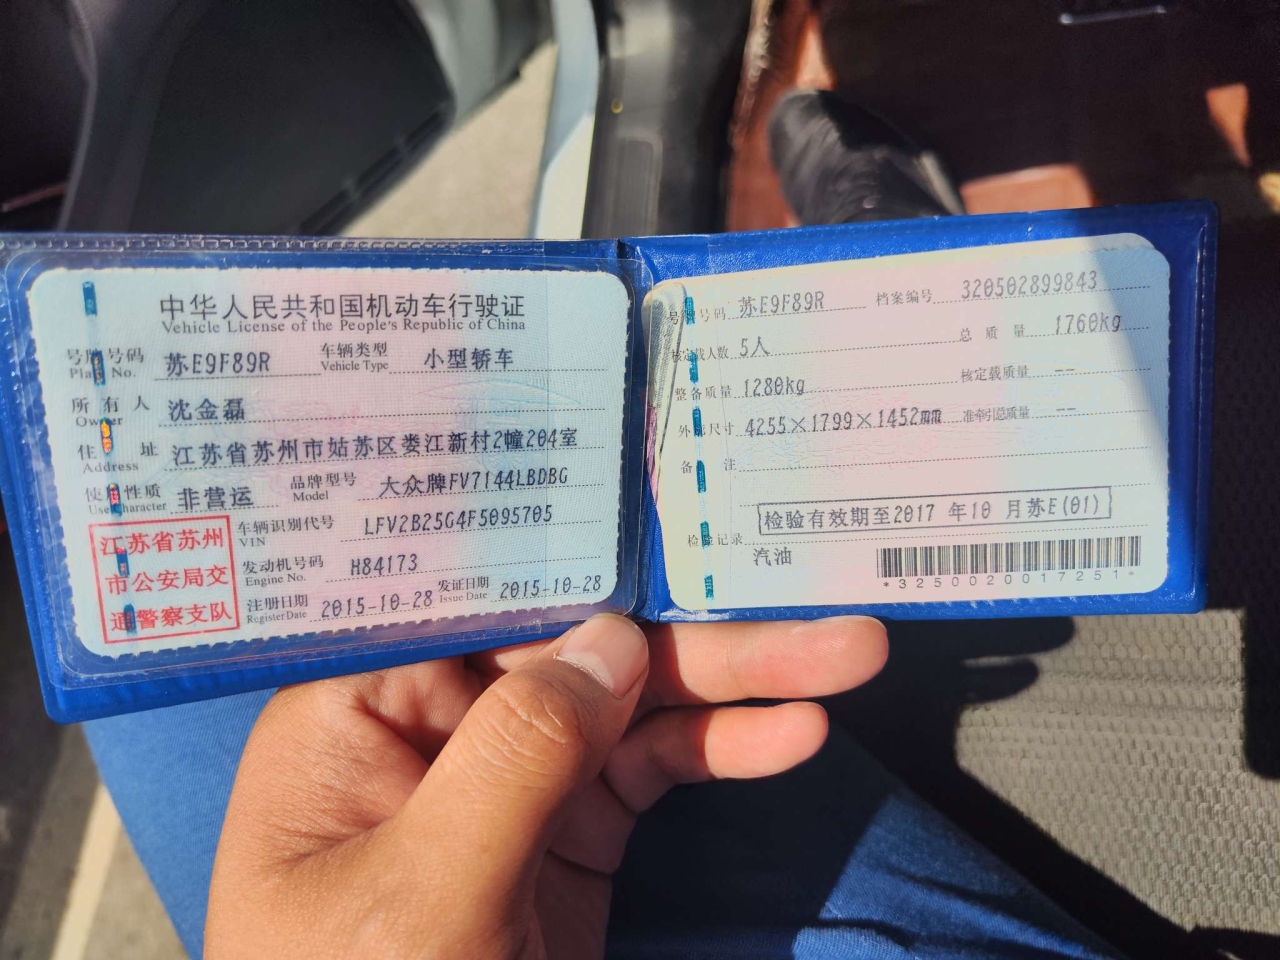 中华人民共和国机动车行驶证
Vehicle License of the People's Republic of China
号牌号码 苏E9F89R 车辆类型 小型轿车
Plate No. Vehicle Type
所有人 沈金磊
Owner
住址 江苏省苏州市姑苏区娄江新村2幢204室
Address
使用性质 非营运 品牌型号 大众牌FV7144LBDBG
Use Character Model
江苏省苏州
市公安局交
通警察支队
车辆识别代号 LFV2B25G4F5095705
VIN
发动机号码 H84173
Engine No.
注册日期 2015-10-28 发证日期 2015-10-28
Register Date Issue Date
号牌号码 苏E9F89R 档案编号 320502899843
核定载人数 5人 总质量 1760kg
整备质量 1280kg 核定载质量 --
外廓尺寸 4255×1799×1452mm 准牵引总质量 --
备注
检验有效期至2017 年10 月苏E(01)
检验记录
汽油
*3250020017251*